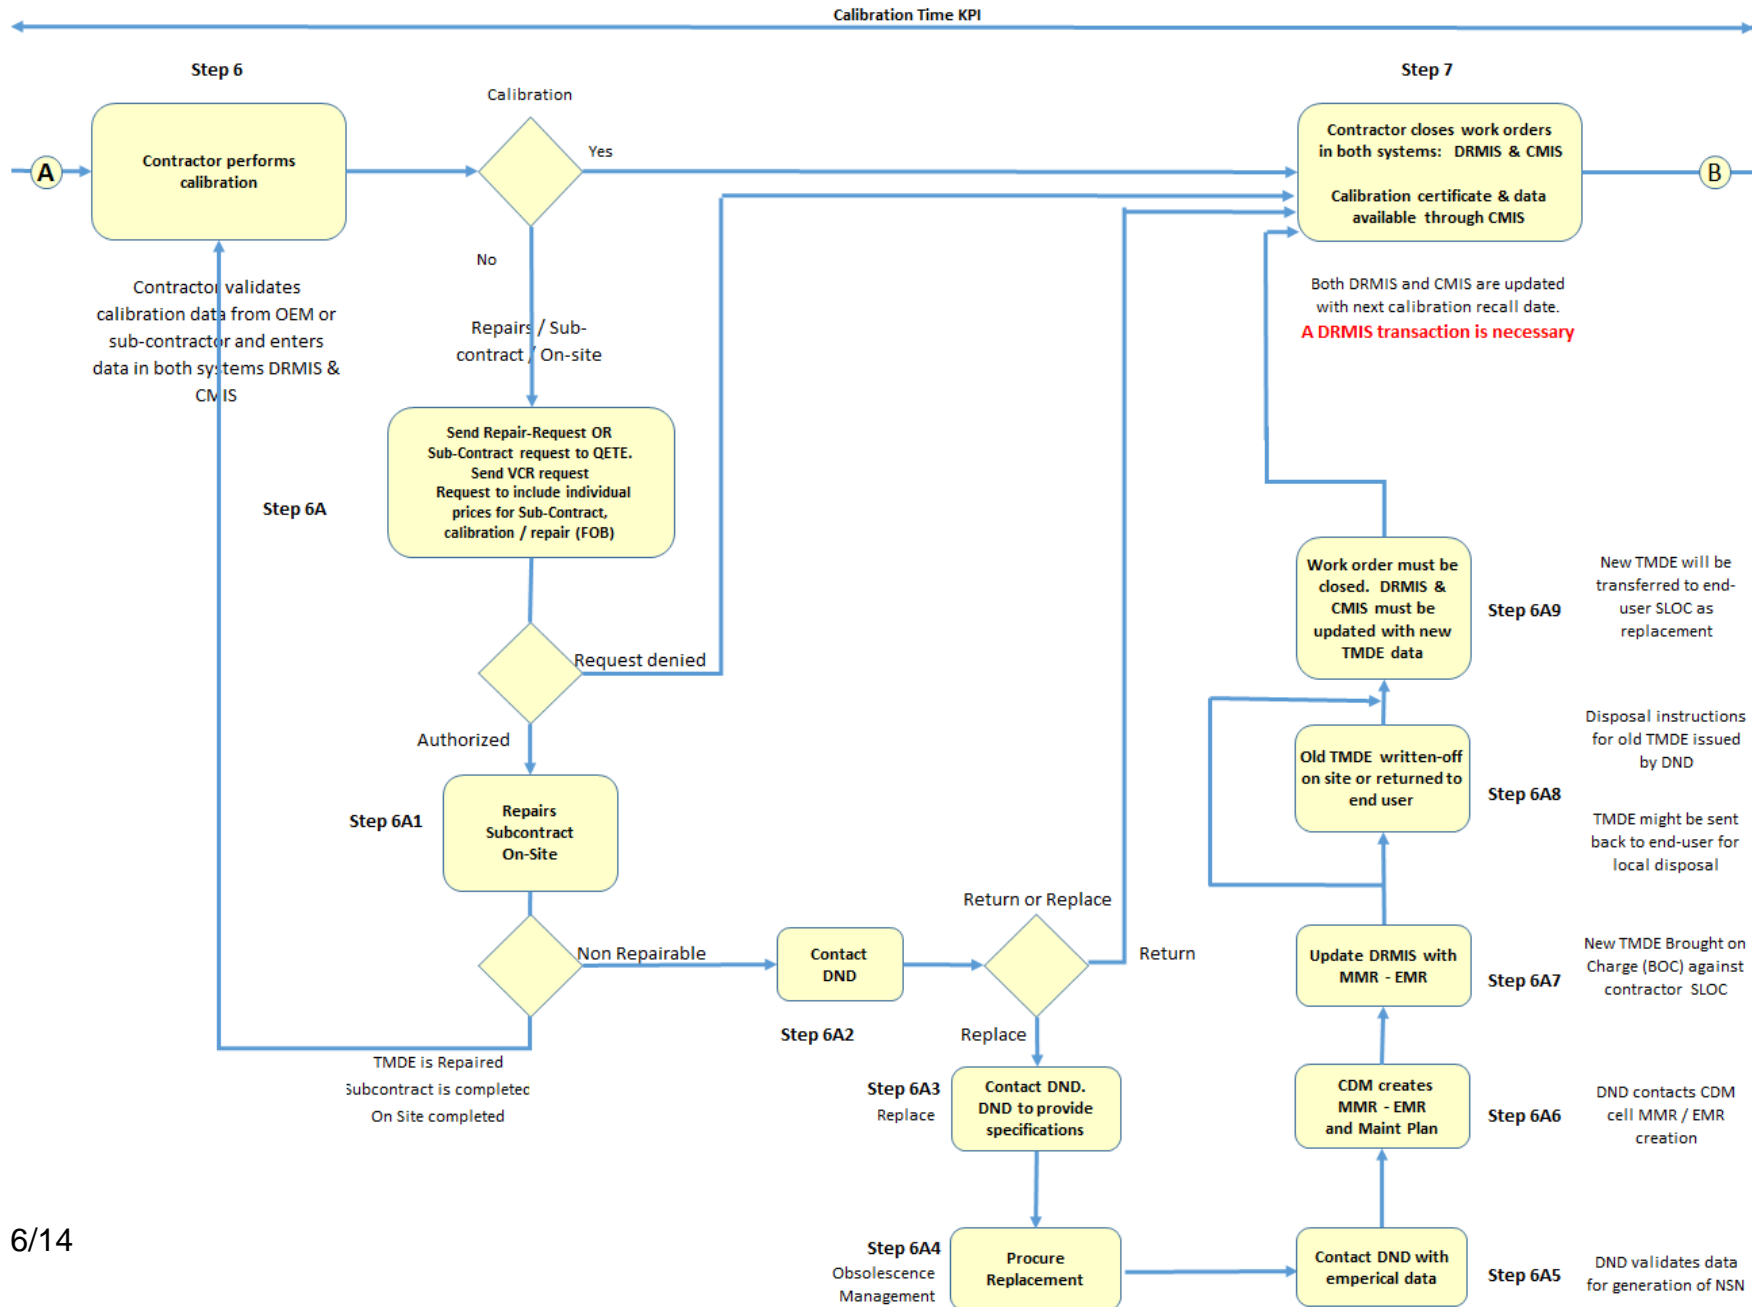 Calibration Time KPI
Step 6
Step 7
Calibration
A
Contractor performs
calibration
Yes
Contractor closes work orders
in both systems: DRMIS & CMIS
Calibration certificate & data
available through CMIS
B
No
Contractor validates
calibration data from OEM or
sub-contractor and enters
data in both systems DRMIS &
CMIS
Repairs / Sub-
contract / On-site
Both DRMIS and CMIS are updated
with next calibration recall date.
A DRMIS transaction is necessary
Step 6A
Send Repair-Request OR
Sub-Contract request to QETE.
Send VCR request
Request to include individual
prices for Sub-Contract,
calibration / repair (FOB)
Request denied
Authorized
Step 6A1
Repairs
Subcontract
On-Site
Non Repairable
TMDE is Repaired
Subcontract is completed
On Site completed
Contact
DND
Step 6A2
Return or Replace
Return
Replace
Step 6A3
Replace
Contact DND.
DND to provide
specifications
Step 6A4
Obsolescence
Management
Procure
Replacement
Work order must be
closed. DRMIS &
CMIS must be
updated with new
TMDE data
Step 6A9
New TMDE will be
transferred to end-
user SLOC as
replacement
Old TMDE written-off
on site or returned to
end user
Step 6A8
Disposal instructions
for old TMDE issued
by DND
TMDE might be sent
back to end-user for
local disposal
Update DRMIS with
MMR - EMR
Step 6A7
New TMDE Brought on
Charge (BOC) against
contractor SLOC
CDM creates
MMR - EMR
and Maint Plan
Step 6A6
DND contacts CDM
cell MMR / EMR
creation
Contact DND with
emperical data
Step 6A5
DND validates data
for generation of NSN
6/14